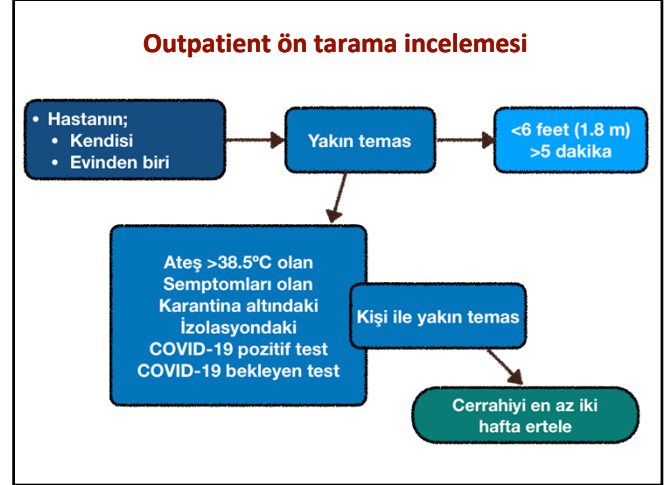 Outpatient ön tarama incelemesi
• Hastanın;
• Kendisi
• Evinden biri
Yakın temas
<6 feet (1.8 m)
>5 dakika
Ateş >38.5ºC olan
Semptomları olan
Karantina altındaki
İzolasyondaki
COVID-19 pozitif test
COVID-19 bekleyen test
Kişi ile yakın temas
Cerrahiyi en az iki
hafta ertele